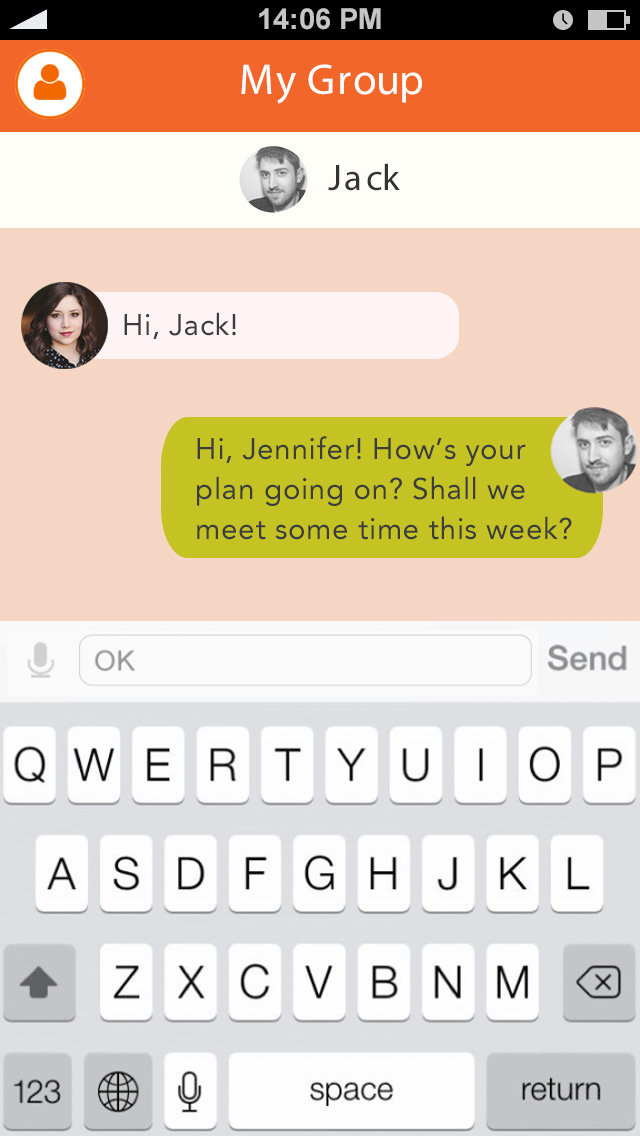 14:06 PM
My Group
Jack
Hi, Jack!
Hi, Jennifer! How’s your
plan going on? Shall we
meet some time this week?
OK Send
Q W E R T Y U I O P
A S D F G H J K L
Z X C V B N M
123 space return